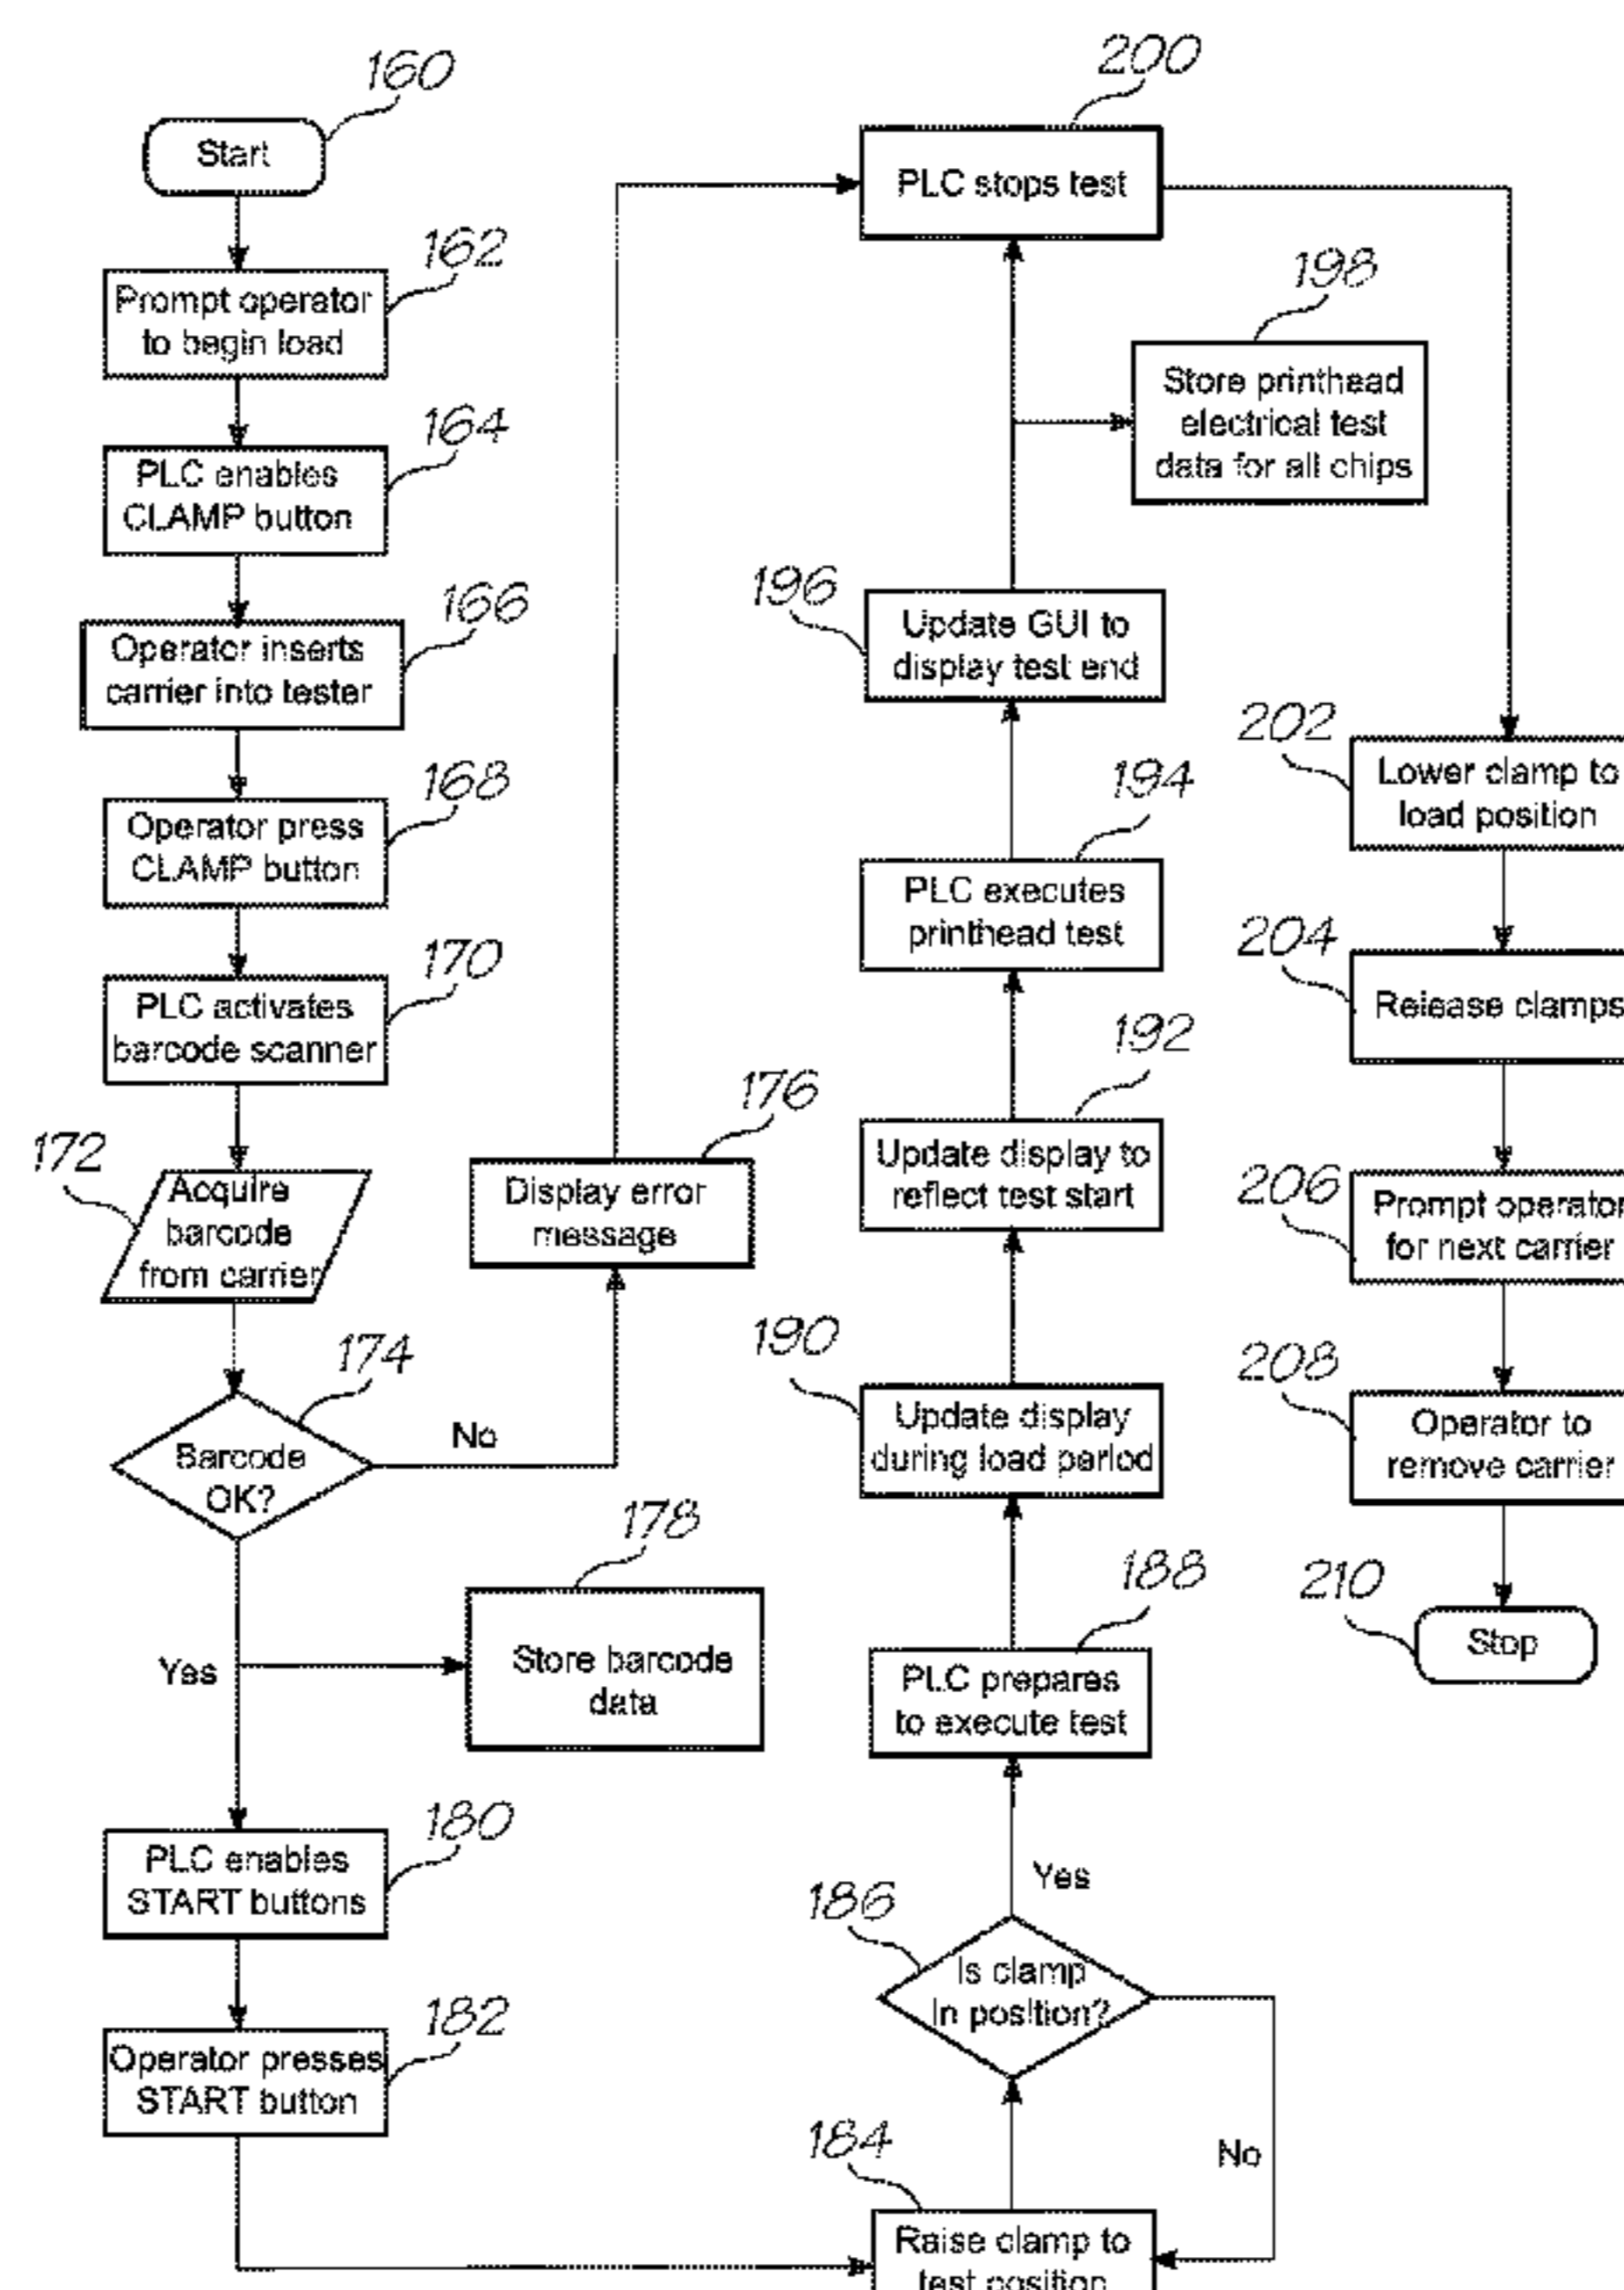 160
Start
162
Prompt operator
to begin load
164
PLC enables
CLAMP button
166
Operator inserts
carrier into tester
168
Operator press
CLAMP button
170
PLC activates
barcode scanner
172
Acquire
barcode
from carrier
174
Barcode
OK?
No
176
Display error
message
Yes
178
Store barcode
data
180
PLC enables
START buttons
182
Operator presses
START button
184
Raise clamp to
test position
186
Is clamp
in position?
No
Yes
188
PLC prepares
to execute test
190
Update display
during load period
192
Update display to
reflect test start
194
PLC executes
printhead test
196
Update GUI to
display test end
198
Store printhead
electrical test
data for all chips
200
PLC stops test
202
Lower clamp to
load position
204
Release clamps
206
Prompt operator
for next carrier
208
Operator to
remove carrier
210
Stop